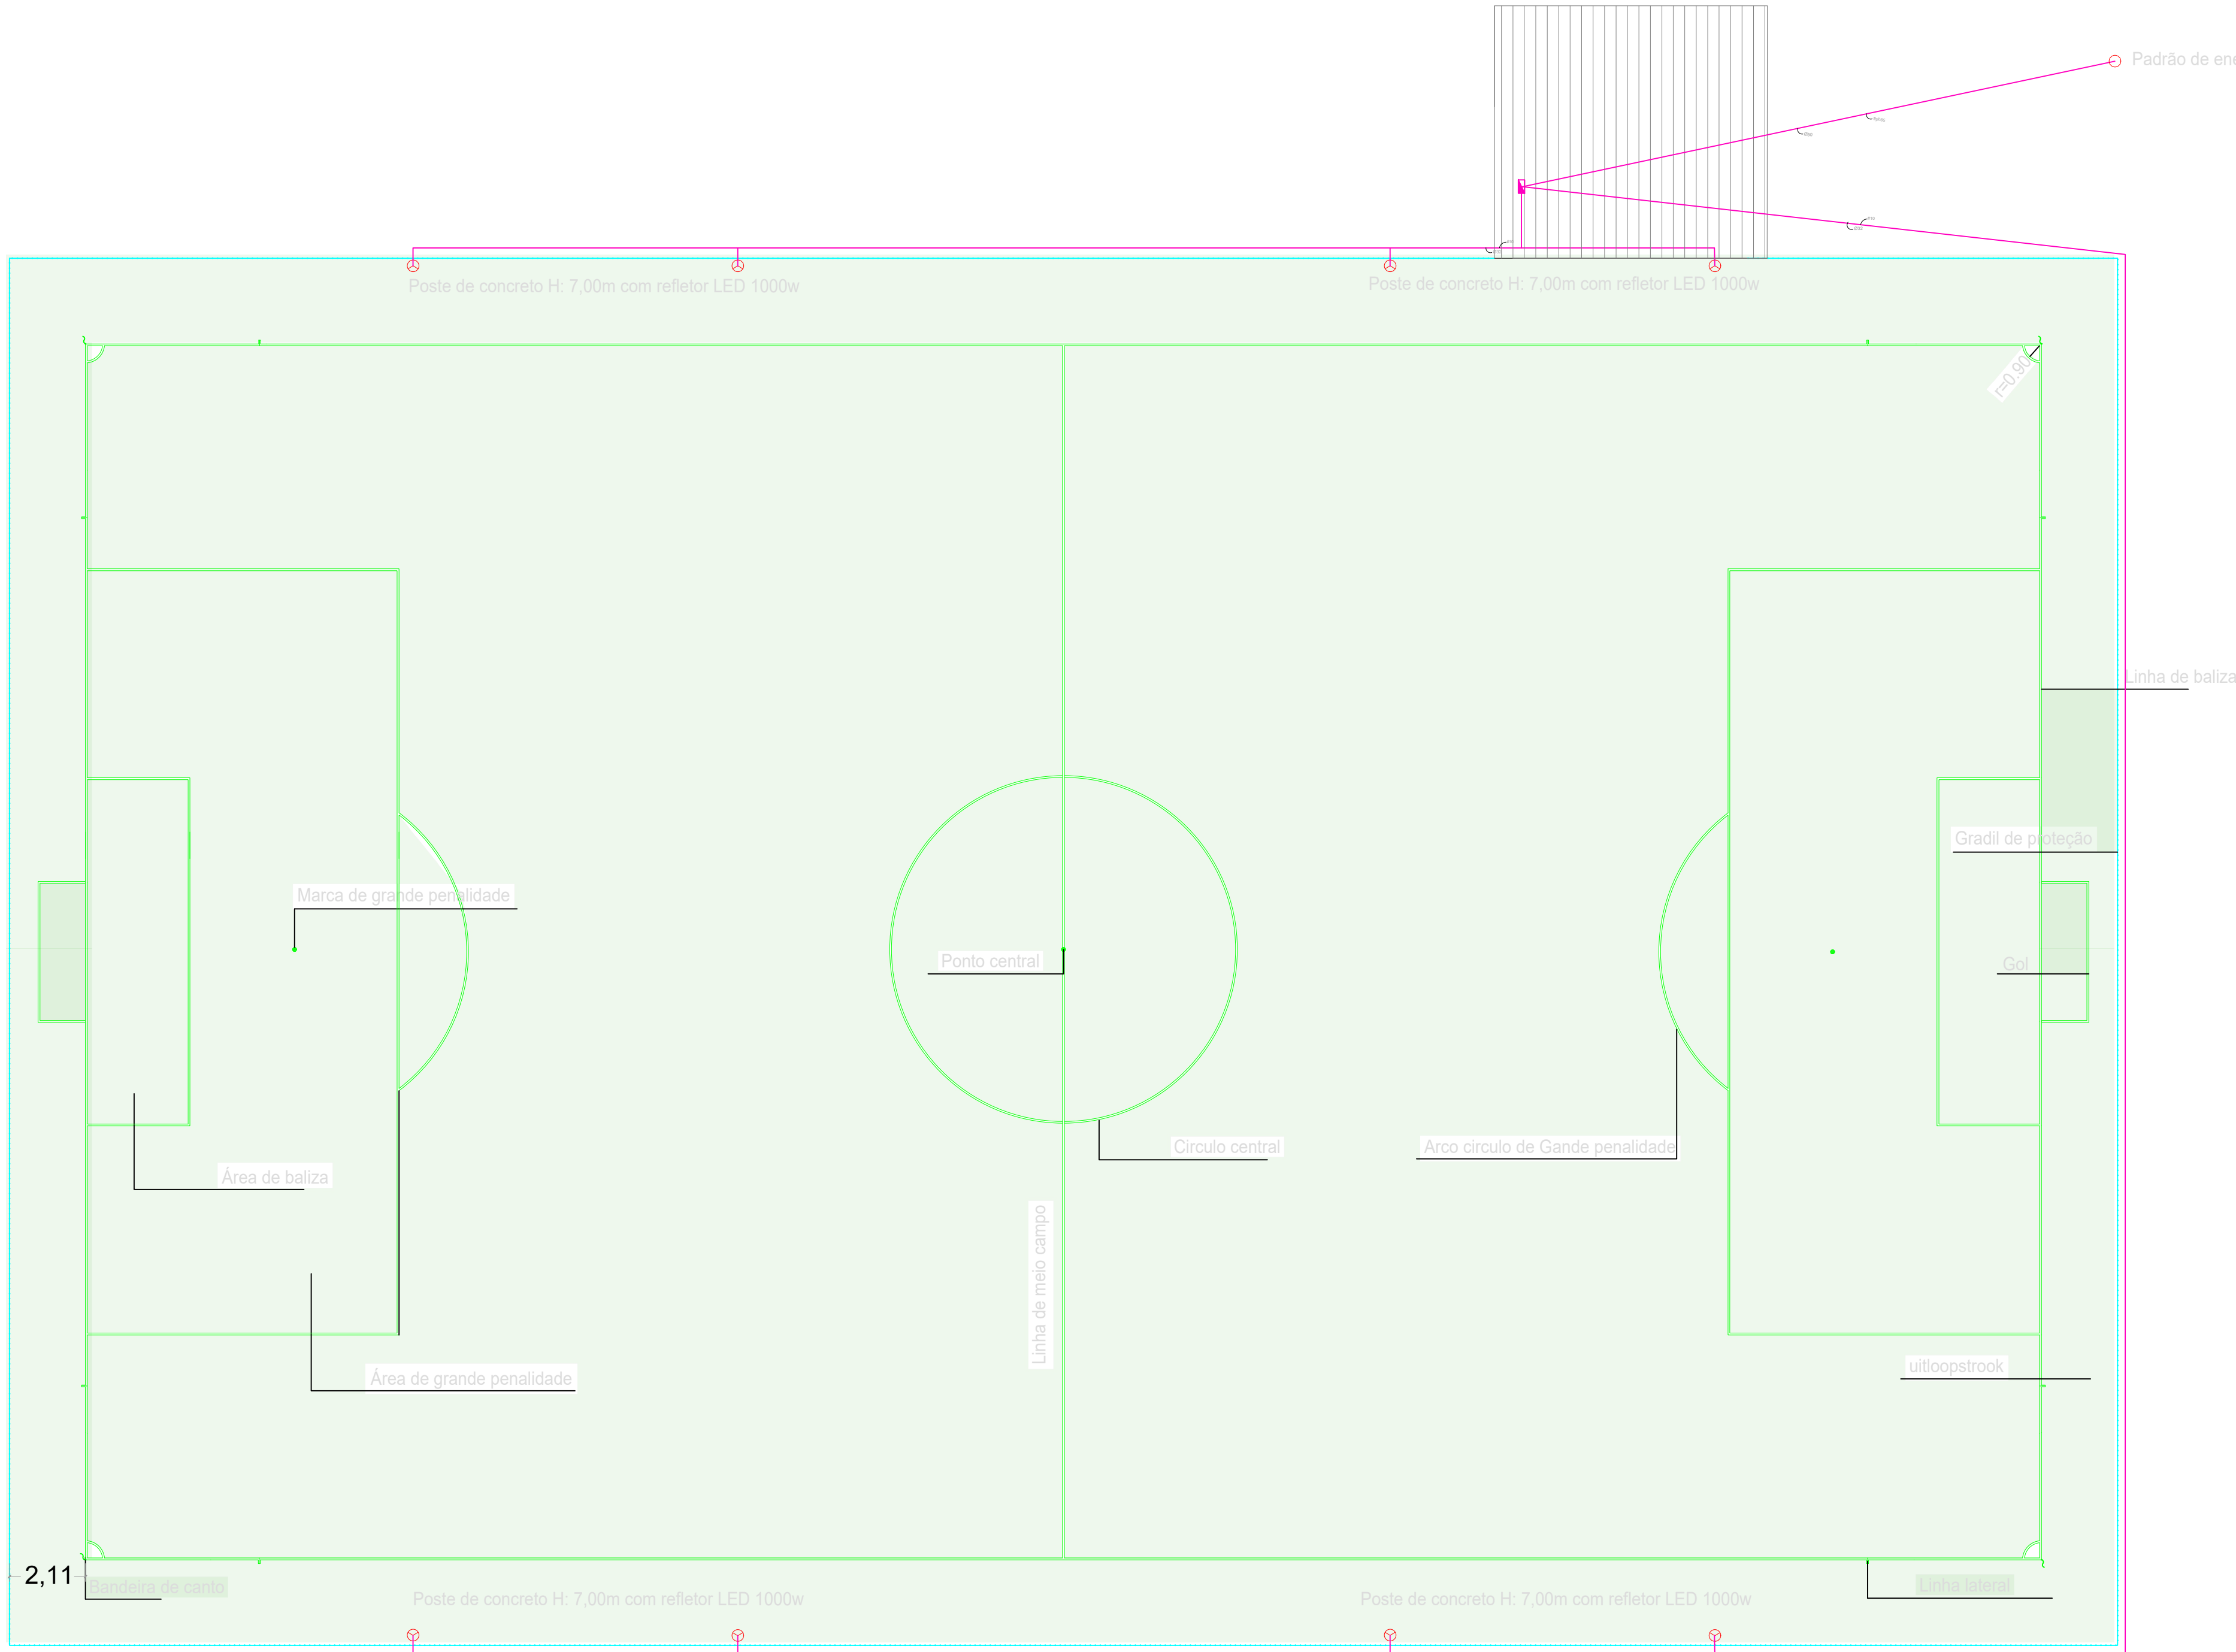 Padrão de ene
Poste de concreto H: 7,00m com refletor LED 1000w
Poste de concreto H: 7,00m com refletor LED 1000w
r=0.90
Linha de baliza
Gradil de proteção
Marca de grande penalidade
Ponto central
Gol
Circulo central
Arco circulo de Gande penalidade
Área de baliza
Linha de meio campo
uitloopstrook
Área de grande penalidade
2,11
Bandeira de canto
Linha lateral
Poste de concreto H: 7,00m com refletor LED 1000w
Poste de concreto H: 7,00m com refletor LED 1000w